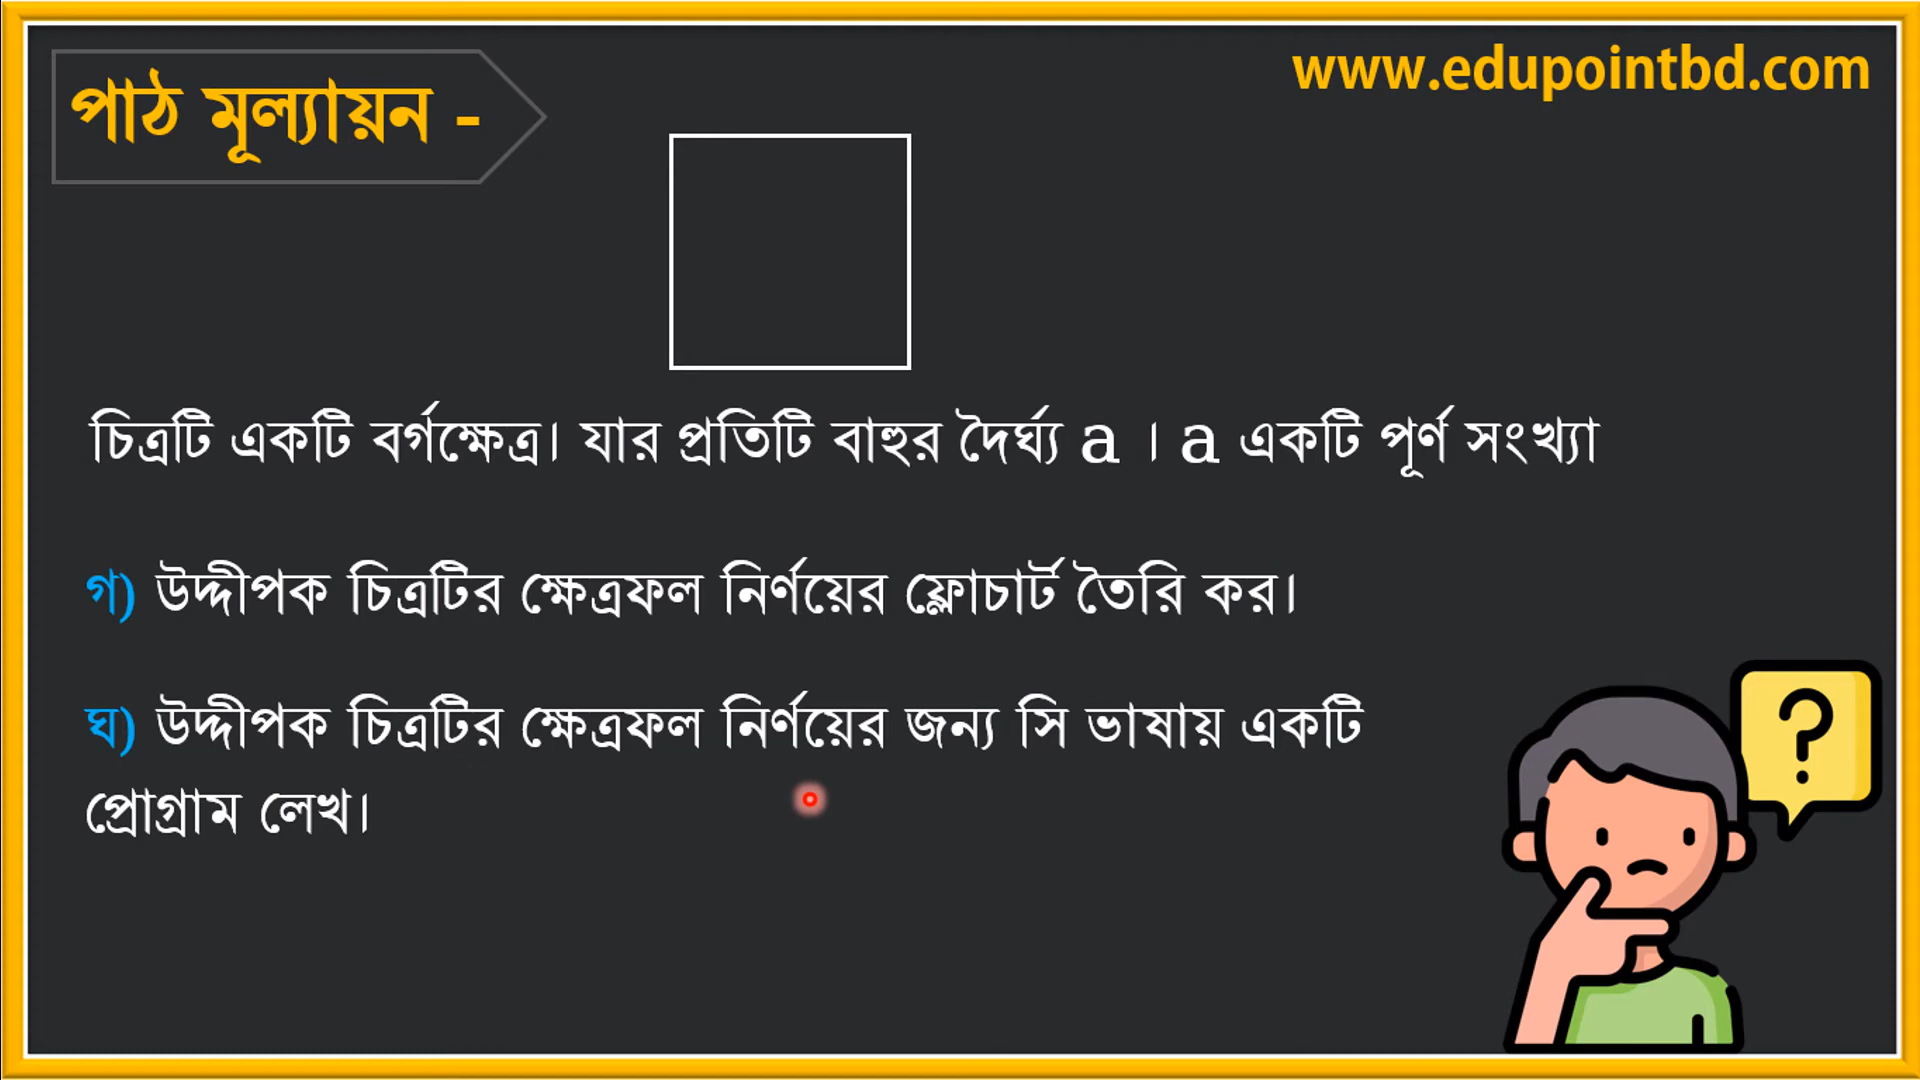 পাঠ মূল্যায়ন -
www.edupointbd.com
চিত্রটি একটি বর্গক্ষেত্র। যার প্রতিটি বাহুর দৈর্ঘ্য a । a একটি পূর্ণ সংখ্যা
গ) উদ্দীপক চিত্রটির ক্ষেত্রফল নির্ণয়ের ফ্লোচার্ট তৈরি কর।
ঘ) উদ্দীপক চিত্রটির ক্ষেত্রফল নির্ণয়ের জন্য সি ভাষায় একটি
প্রোগ্রাম লেখ।
?